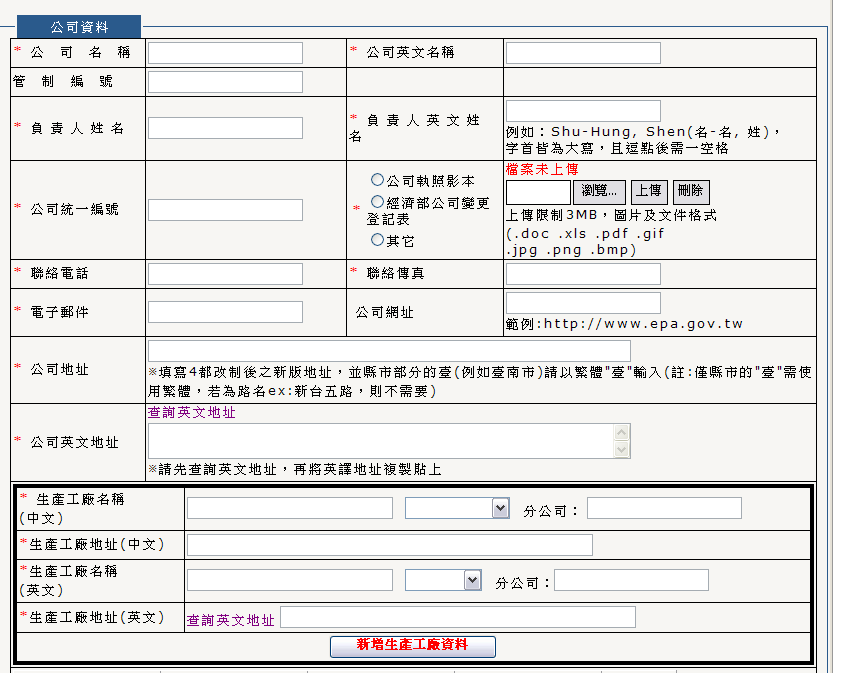 公司資料
* 公 司 名 稱
* 公司英文名稱
管 制 編 號
* 負 責 人 姓 名
* 負 責 人 英 文 姓
名
例如：Shu-Hung, Shen(名-名, 姓)，
字首皆為大寫，且逗點後需一空格
* 公司統一編號
*
公司執照影本
經濟部公司變更
登記表
其它
檔案未上傳
瀏覽... 上傳 刪除
上傳限制3MB，圖片及文件格式
(.doc .xls .pdf .gif
.jpg .png .bmp)
* 聯絡電話
* 聯絡傳真
* 電子郵件
公司網址
範例:http://www.epa.gov.tw
* 公司地址
※填寫4都改制後之新版地址，並縣市部分的臺(例如臺南市)請以繁體"臺"輸入(註:僅縣市的"臺"需使
用繁體，若為路名ex:新台五路，則不需要)
* 公司英文地址
查詢英文地址
※請先查詢英文地址，再將英譯地址複製貼上
* 生產工廠名稱
(中文)
分公司：
*生產工廠地址(中文)
*生產工廠名稱
(英文)
分公司：
*生產工廠地址(英文)
查詢英文地址
新增生產工廠資料